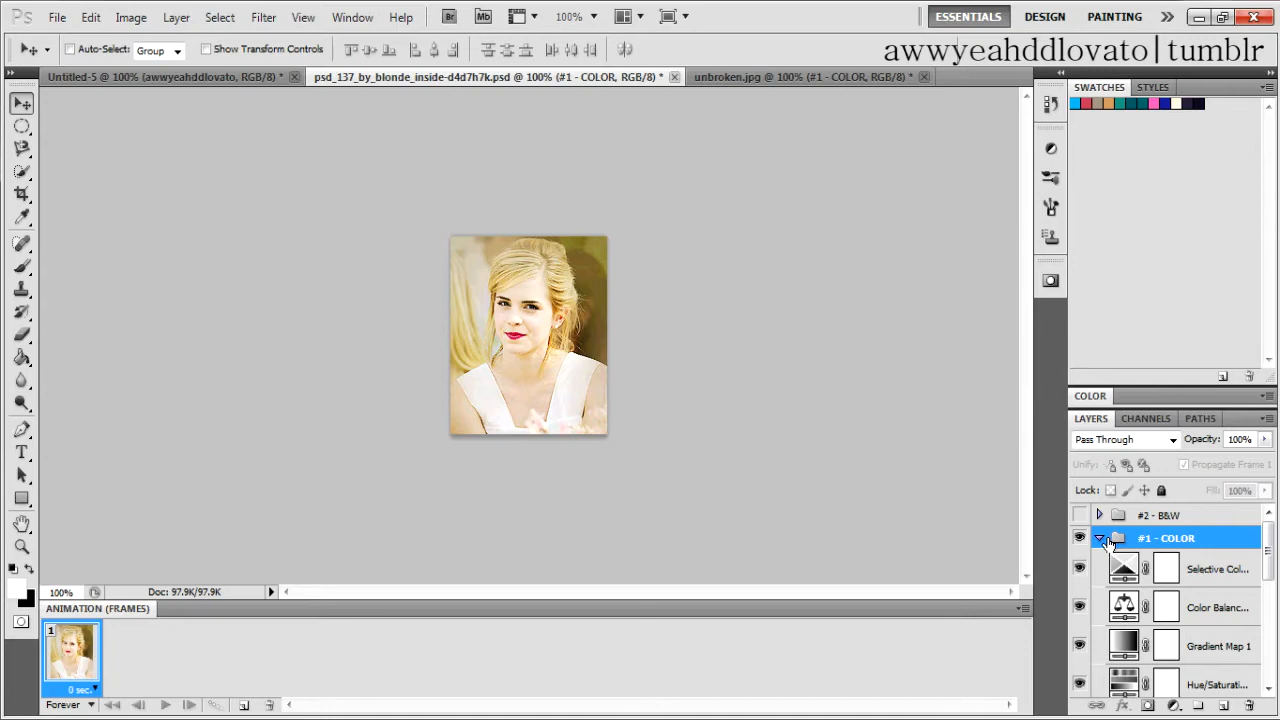 Ps File Edit Image Layer Select Filter View Window Help Br Mb 100% ESSENTIALS DESIGN PAINTING
Auto-Select: Group Show Transform Controls
awwyeahddlovato|tumblr
Untitled-5 @ 100% (awwyeahddlovato, RGB/8) * psd_137_by_blonde_inside-d4d7h7k.psd @ 100% (#1 - COLOR, RGB/8) * unbroken.jpg @ 100% (#1 - COLOR, RGB/8) *
SWATCHES STYLES
COLOR
LAYERS CHANNELS PATHS
Pass Through Opacity: 100%
Unify: Propagate Frame 1
Lock: Fill: 100%
#2 - B&W
#1 - COLOR
Selective Col...
Color Balanc...
Gradient Map 1
Hue/Saturati...
100% Doc: 97.9K/97.9K
ANIMATION (FRAMES)
1
0 sec.
Forever